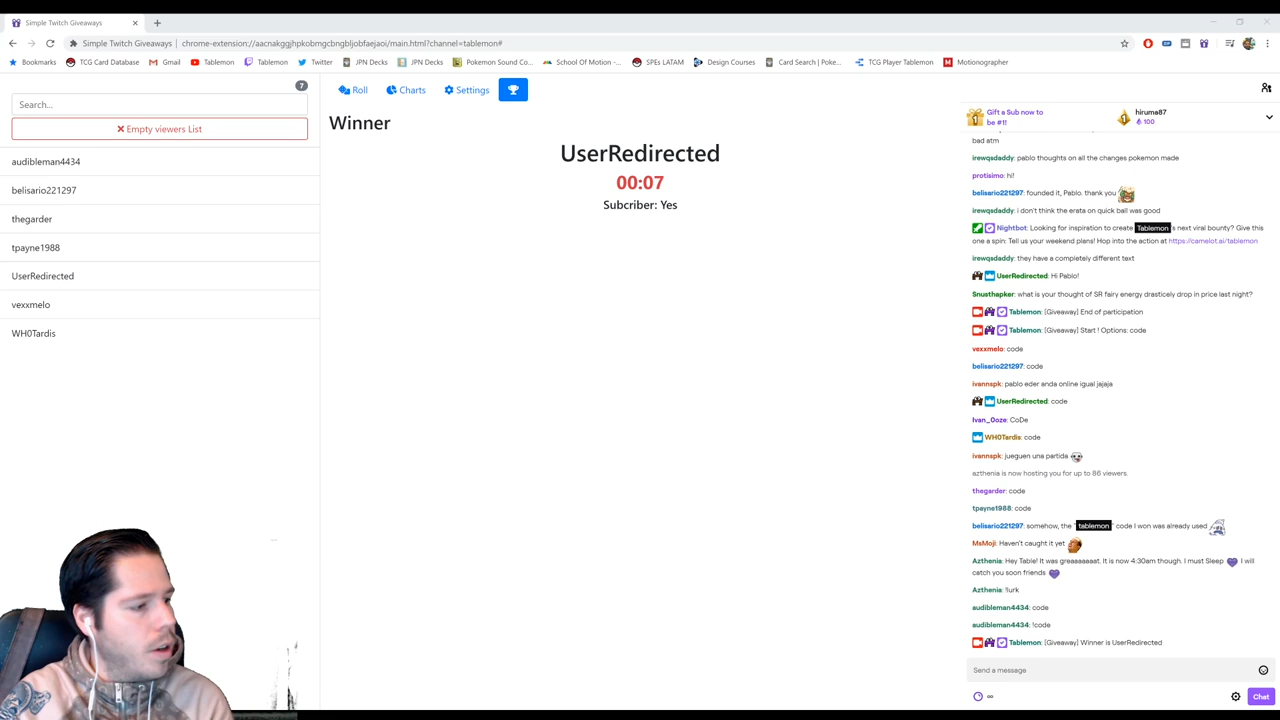 Simple Twitch Giveaways
Simple Twitch Giveaways | chrome-extension://aacnakggjhpkobmgcbngbljobfaejaoi/main.html?channel=tablemon#
Bookmarks TCG Card Database Gmail Tablemon Tablemon Twitter JPN Decks JPN Decks Pokemon Sound Co... School Of Motion -... SPEs LATAM Design Courses Card Search | Poke... TCG Player Tablemon Motionographer
7
Search...
Empty viewers List
audibleman4434
belisario221297
thegarder
tpayne1988
UserRedirected
vexxmelo
WH0Tardis
Roll Charts Settings
Winner
UserRedirected
00:07
Subcriber: Yes
Gift a Sub now to
be #1!
hiruma87
100
bad atm
irewqsdaddy: pablo thoughts on all the changes pokemon made
protisimo: hi!
belisario221297: founded it, Pablo. thank you
irewqsdaddy: i don't think the erata on quick ball was good
Nightbot: Looking for inspiration to create Tablemon's next viral bounty? Give this
one a spin: Tell us your weekend plans! Hop into the action at https://camelot.ai/tablemon
irewqsdaddy: they have a completely different text
UserRedirected: Hi Pablo!
Snusthapker: what is your thought of SR fairy energy drasticely drop in price last night?
Tablemon: [Giveaway] End of participation
Tablemon: [Giveaway] Start ! Options: code
vexxmelo: code
belisario221297: code
ivannspk: pablo eder anda online igual jajaja
UserRedirected: code
Ivan_0oze: CoDe
WH0Tardis: code
ivannspk: jueguen una partida
azthenia is now hosting you for up to 86 viewers.
thegarder: code
tpayne1988: code
belisario221297: somehow, the tablemon code I won was already used
MsMoji: Haven't caught it yet
Azthenia: Hey Table! It was greaaaaaaat. It is now 4:30am though. I must Sleep I will
catch you soon friends
Azthenia: !lurk
audibleman4434: code
audibleman4434: !code
Tablemon: [Giveaway] Winner is UserRedirected
Send a message
∞
Chat